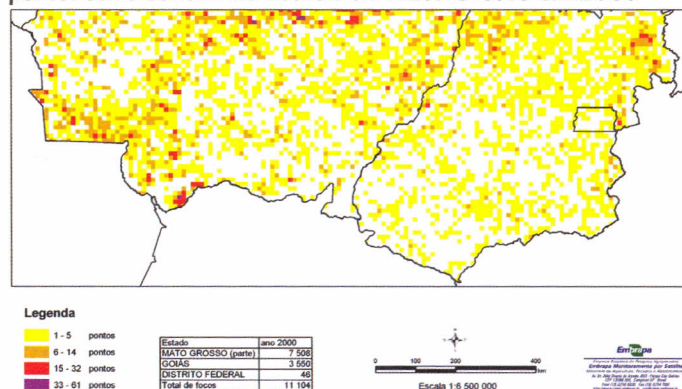 Legenda
1 - 5 pontos
6 - 14 pontos
15 - 32 pontos
33 - 61 pontos
Estado ano 2000
MATO GROSSO (parte) 7 508
GOIÁS 3 550
DISTRITO FEDERAL 46
Total de focos 11 104
0 100 200 400
km
Escala 1:6 500 000
Embrapa
Embrapa Monitoramento por Satélite